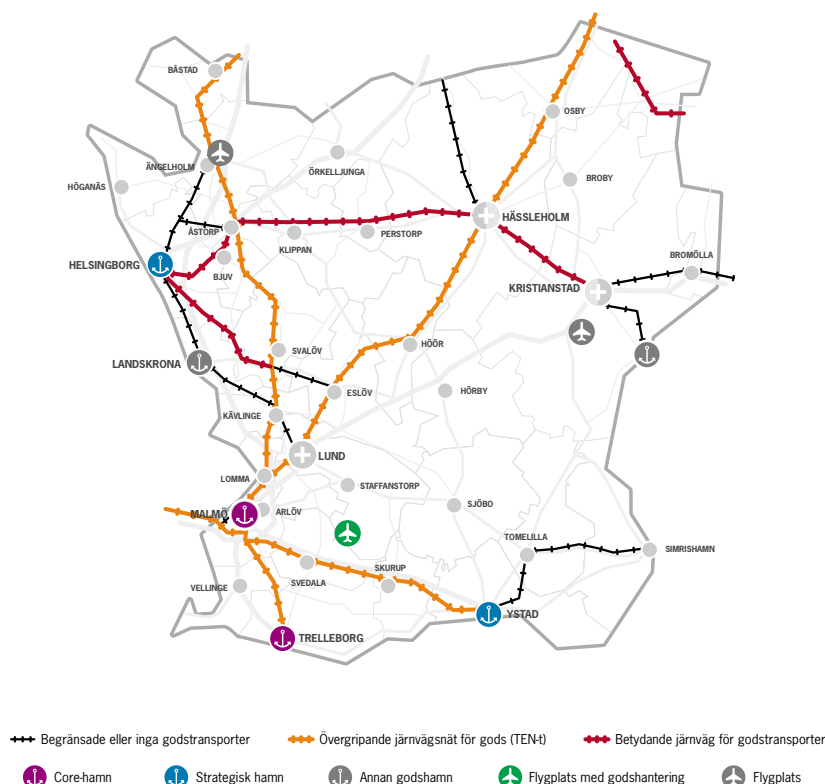 BÅSTAD
OSBY
ÄNGELHOLM
ÖRKELLJUNGA
BROBY
HÖGANÄS
HÄSSLEHOLM
ÅSTORP
PERSTORP
KLIPPAN
HELSINGBORG
BJUV
BROMÖLLA
KRISTIANSTAD
HÖÖR
SVALÖV
LANDSKRONA
ESLÖV
HÖRBY
KÄVLINGE
LUND
LOMMA
STAFFANSTORP
SJÖBO
MALMÖ
ARLÖV
TOMELILLA
SIMRISHAMN
SKURUP
SVEDALA
VELLINGE
YSTAD
TRELLEBORG
Begränsade eller inga godstransporter Övergripande järnvägsnät för gods (TEN-t) Betydande järnväg för godstransporter
Core-hamn Strategisk hamn Annan godshamn Flygplats med godshantering Flygplats